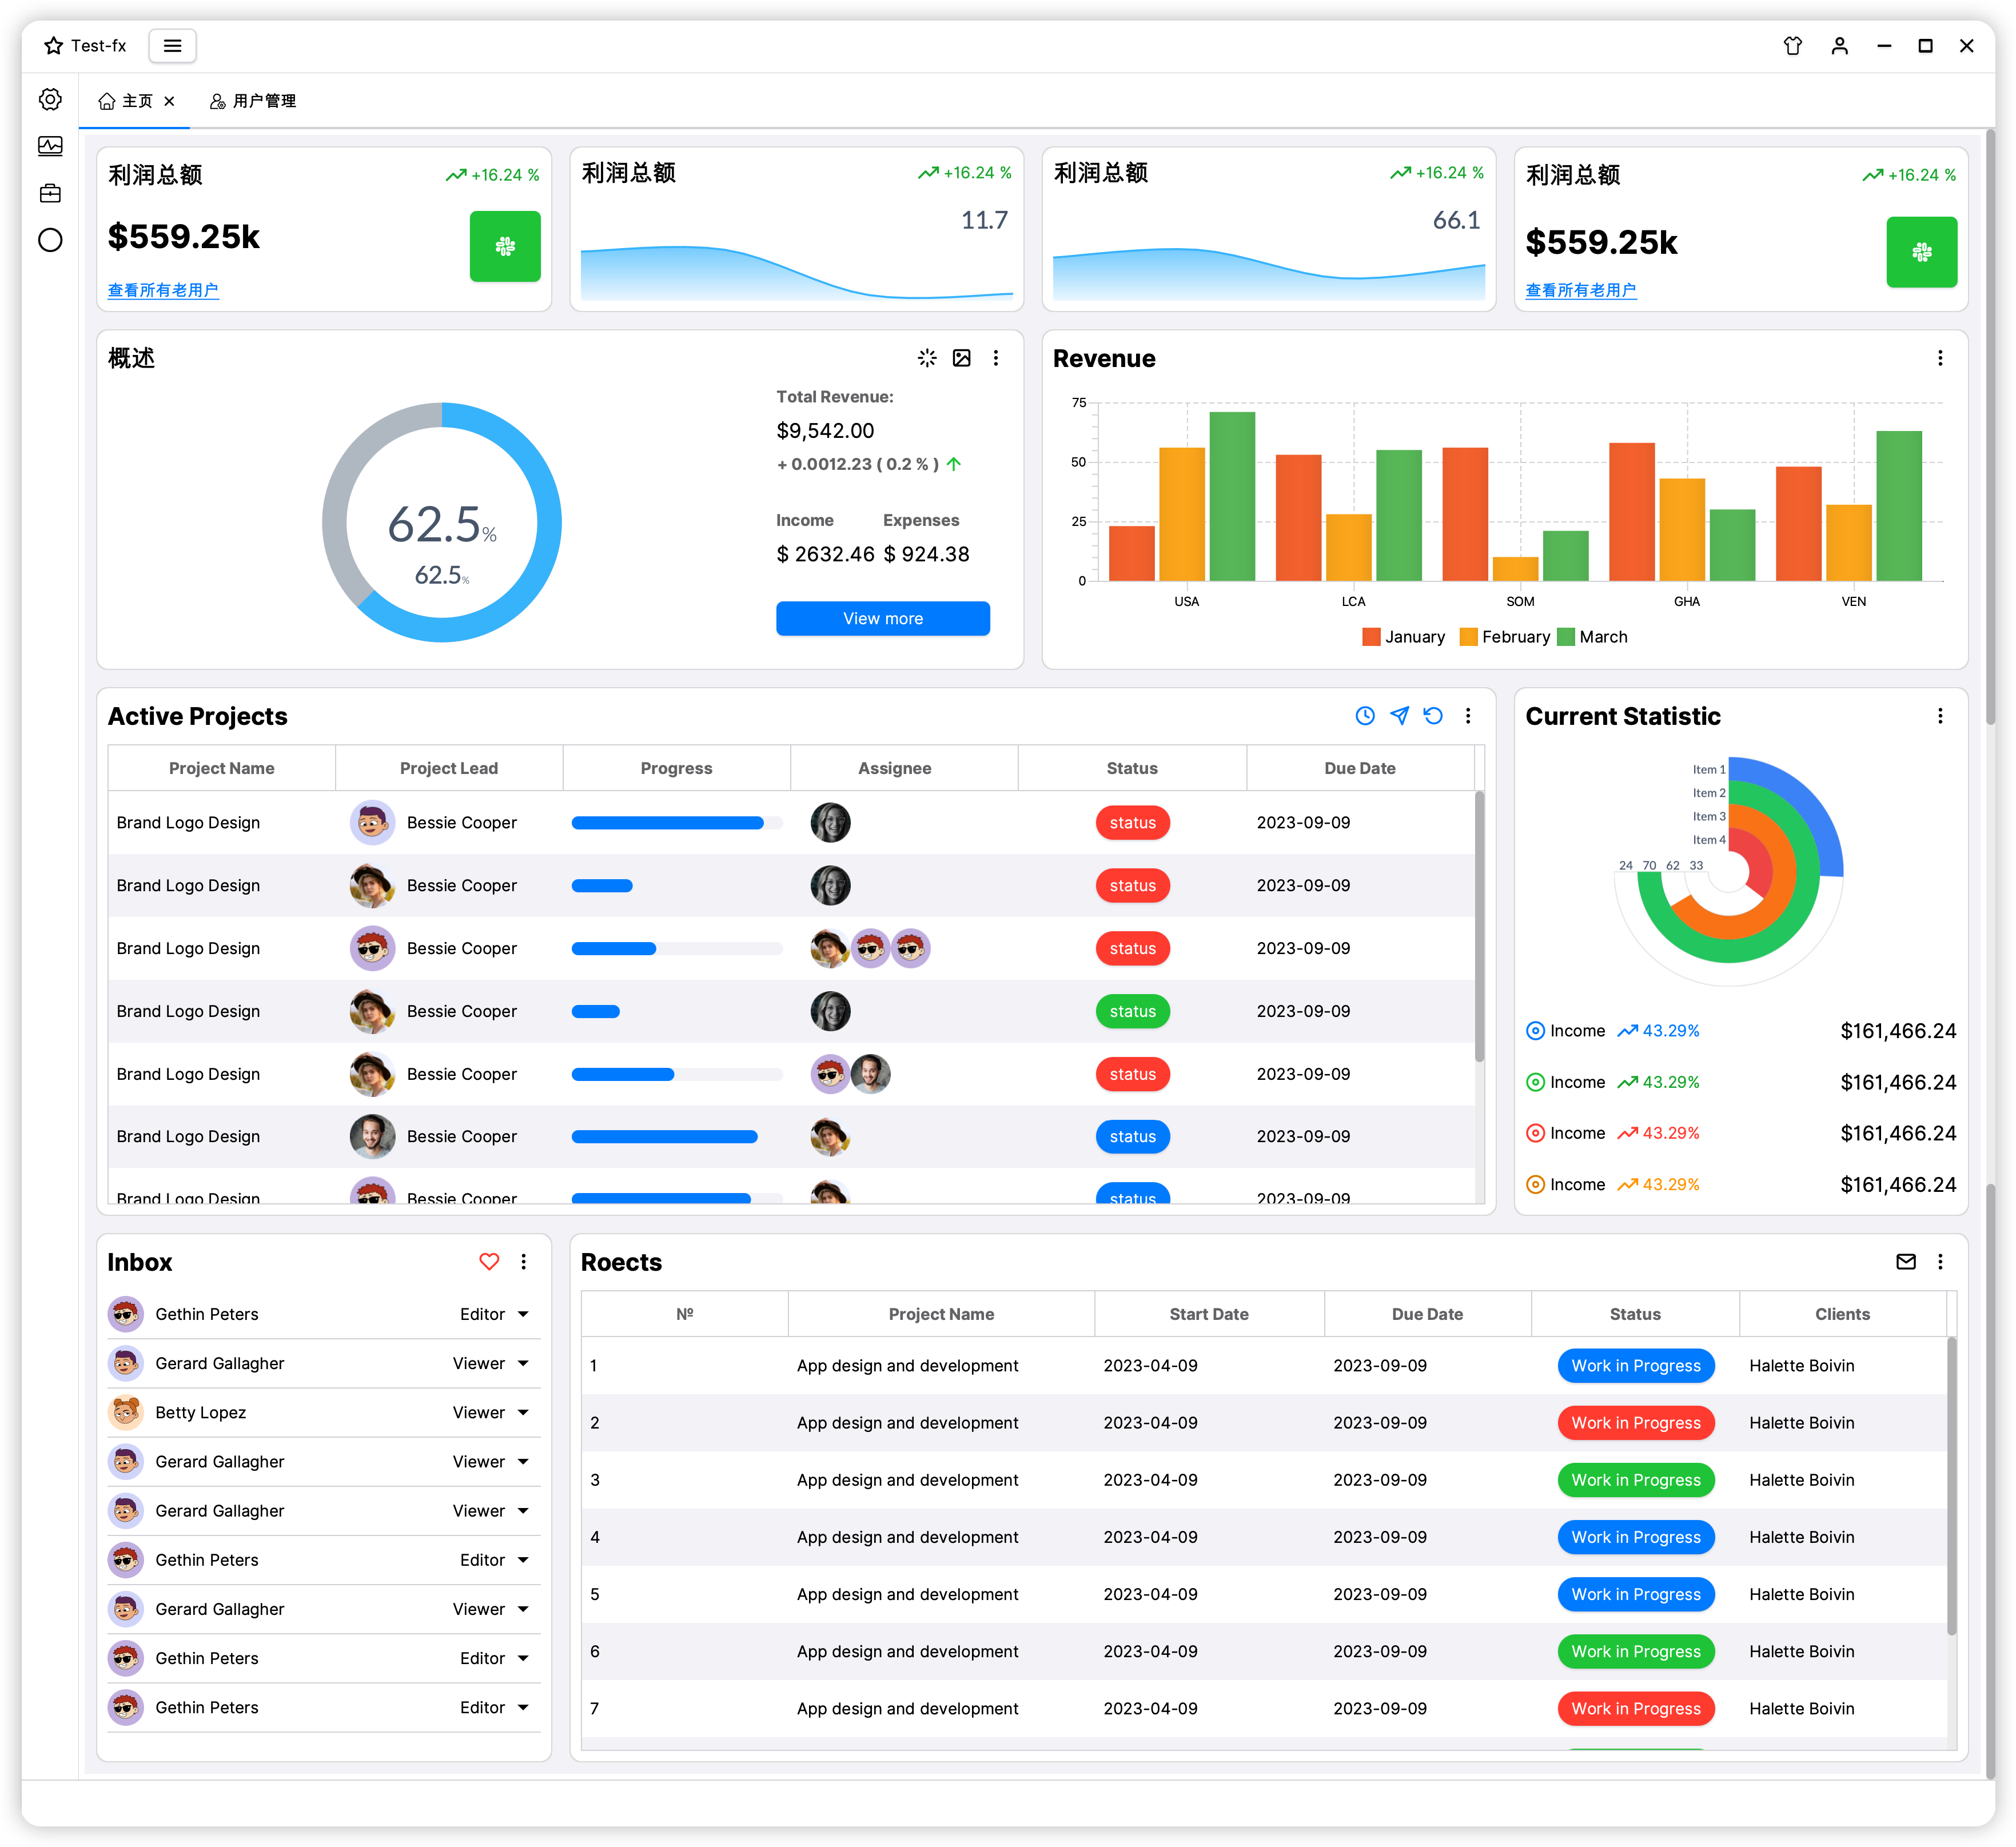 Test-fx
主页
用户管理
利润总额 +16.24 %
$559.25k
查看所有老用户
利润总额 +16.24 %
11.7
利润总额 +16.24 %
66.1
利润总额 +16.24 %
$559.25k
查看所有老用户
概述
62.5%
62.5%
Total Revenue:
$9,542.00
+ 0.0012.23 ( 0.2 % )
Income Expenses
$ 2632.46 $ 924.38
View more
Revenue
75
50
25
0
USA LCA SOM GHA VEN
January February March
Active Projects
Project Name Project Lead Progress Assignee Status Due Date
Brand Logo Design Bessie Cooper status 2023-09-09
Brand Logo Design Bessie Cooper status 2023-09-09
Brand Logo Design Bessie Cooper status 2023-09-09
Brand Logo Design Bessie Cooper status 2023-09-09
Brand Logo Design Bessie Cooper status 2023-09-09
Brand Logo Design Bessie Cooper status 2023-09-09
Brand Logo Design Bessie Cooper status 2023-09-09
Current Statistic
Item 1
Item 2
Item 3
Item 4
24 70 62 33
Income 43.29% $161,466.24
Income 43.29% $161,466.24
Income 43.29% $161,466.24
Income 43.29% $161,466.24
Inbox
Gethin Peters Editor
Gerard Gallagher Viewer
Betty Lopez Viewer
Gerard Gallagher Viewer
Gerard Gallagher Viewer
Gethin Peters Editor
Gerard Gallagher Viewer
Gethin Peters Editor
Gethin Peters Editor
Roects
№ Project Name Start Date Due Date Status Clients
1 App design and development 2023-04-09 2023-09-09 Work in Progress Halette Boivin
2 App design and development 2023-04-09 2023-09-09 Work in Progress Halette Boivin
3 App design and development 2023-04-09 2023-09-09 Work in Progress Halette Boivin
4 App design and development 2023-04-09 2023-09-09 Work in Progress Halette Boivin
5 App design and development 2023-04-09 2023-09-09 Work in Progress Halette Boivin
6 App design and development 2023-04-09 2023-09-09 Work in Progress Halette Boivin
7 App design and development 2023-04-09 2023-09-09 Work in Progress Halette Boivin